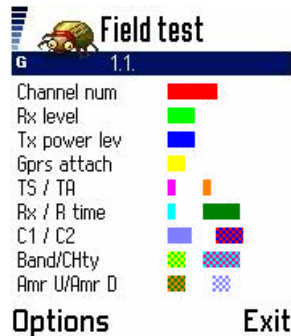 Field test
G 1.1.
Channel num
Rx level
Tx power lev
Gprs attach
TS / TA
Rx / R time
C1 / C2
Band/CHty
Amr U/Amr D
Options Exit